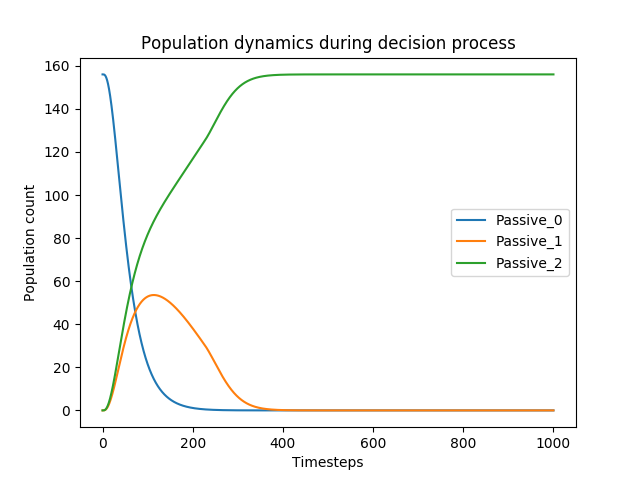 Population dynamics during decision process
Population count
160
140
120
100
80
60
40
20
0
Passive_0
Passive_1
Passive_2
0 200 400 600 800 1000
Timesteps